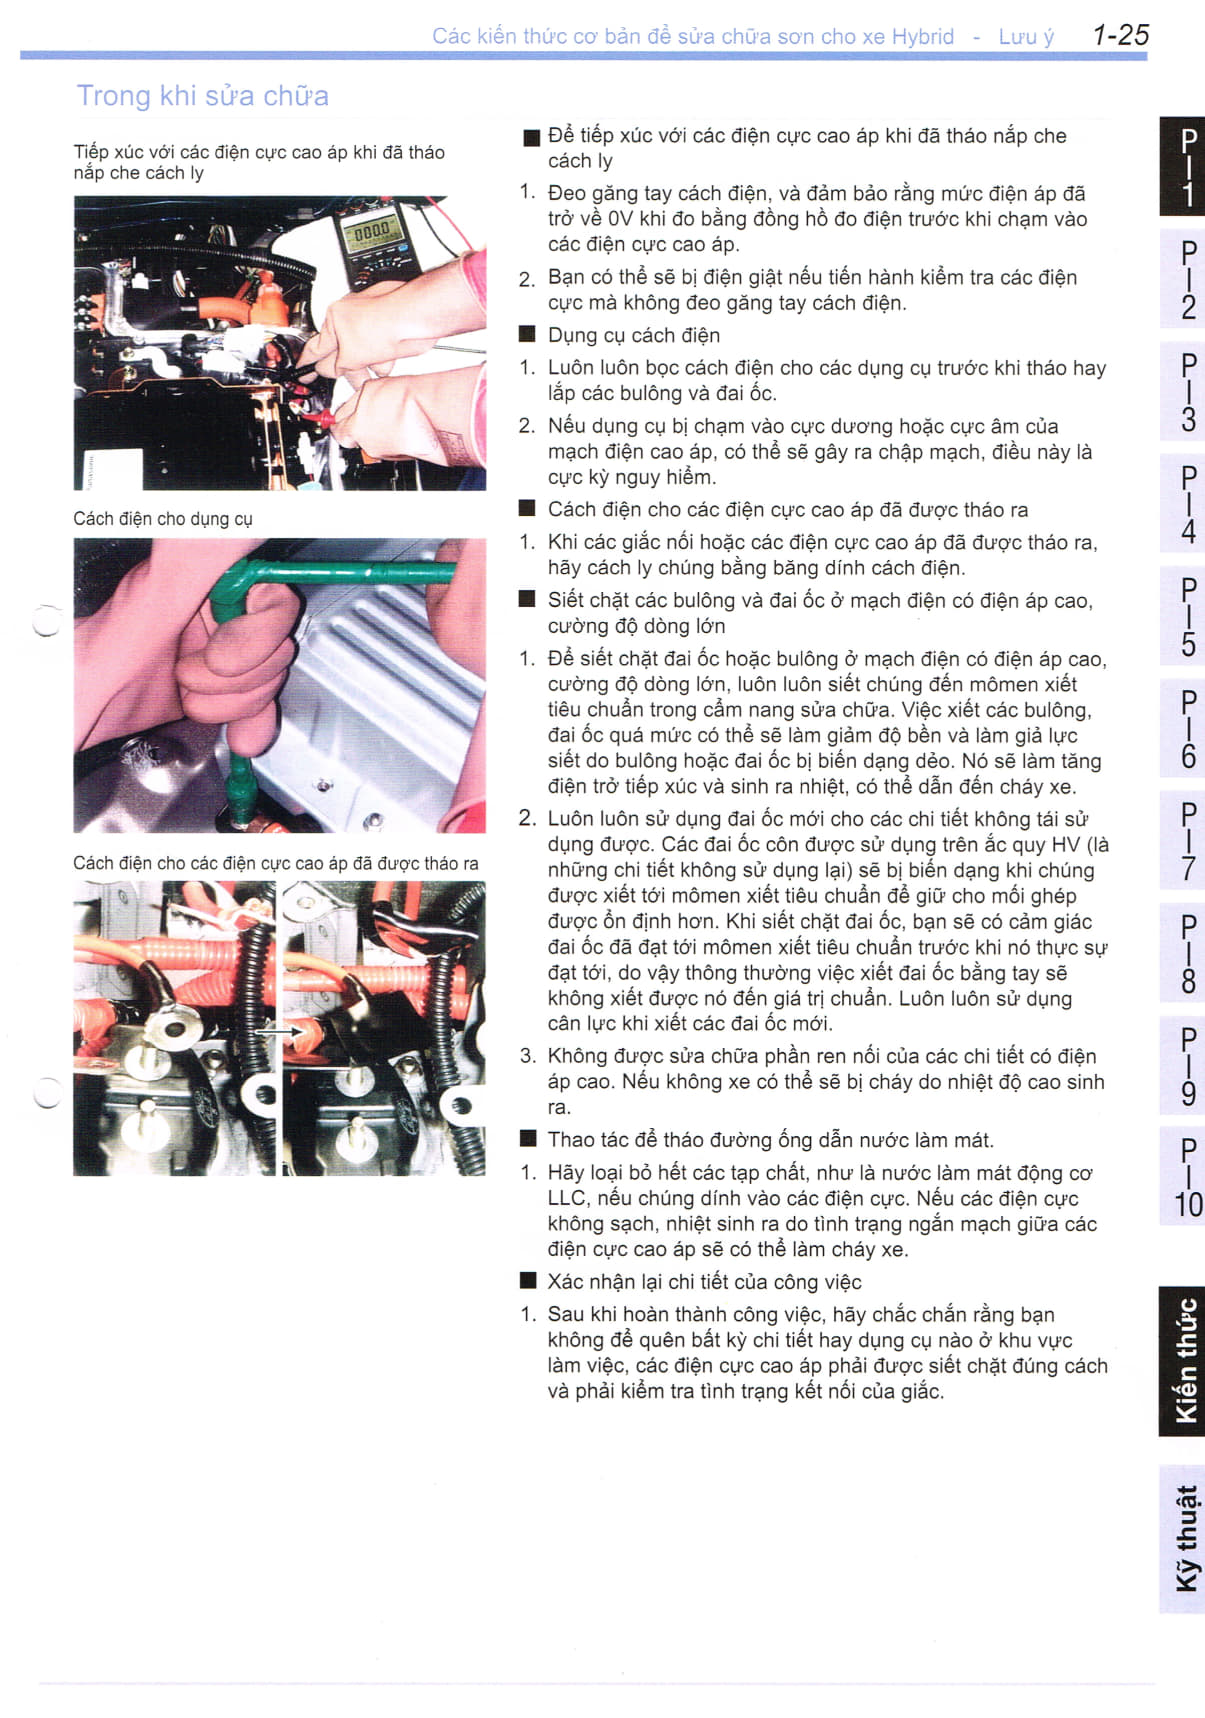 Các kiến thức cơ bản để sửa chữa sơn cho xe Hybrid - Lưu ý 1-25
Trong khi sửa chữa
Tiếp xúc với các điện cực cao áp khi đã tháo
nắp che cách ly
000.0
Cách điện cho dụng cụ
Cách điện cho các điện cực cao áp đã được tháo ra
■ Để tiếp xúc với các điện cực cao áp khi đã tháo nắp che
cách ly
1. Đeo găng tay cách điện, và đảm bảo rằng mức điện áp đã
trở về 0V khi đo bằng đồng hồ đo điện trước khi chạm vào
các điện cực cao áp.
2. Bạn có thể sẽ bị điện giật nếu tiến hành kiểm tra các điện
cực mà không đeo găng tay cách điện.
■ Dụng cụ cách điện
1. Luôn luôn bọc cách điện cho các dụng cụ trước khi tháo hay
lắp các bulông và đai ốc.
2. Nếu dụng cụ bị chạm vào cực dương hoặc cực âm của
mạch điện cao áp, có thể sẽ gây ra chập mạch, điều này là
cực kỳ nguy hiểm.
■ Cách điện cho các điện cực cao áp đã được tháo ra
1. Khi các giắc nối hoặc các điện cực cao áp đã được tháo ra,
hãy cách ly chúng bằng băng dính cách điện.
■ Siết chặt các bulông và đai ốc ở mạch điện có điện áp cao,
cường độ dòng lớn
1. Để siết chặt đai ốc hoặc bulông ở mạch điện có điện áp cao,
cường độ dòng lớn, luôn luôn siết chúng đến mômen xiết
tiêu chuẩn trong cẩm nang sửa chữa. Việc xiết các bulông,
đai ốc quá mức có thể sẽ làm giảm độ bền và làm giả lực
siết do bulông hoặc đai ốc bị biến dạng dẻo. Nó sẽ làm tăng
điện trở tiếp xúc và sinh ra nhiệt, có thể dẫn đến cháy xe.
2. Luôn luôn sử dụng đai ốc mới cho các chi tiết không tái sử
dụng được. Các đai ốc côn được sử dụng trên ắc quy HV (là
những chi tiết không sử dụng lại) sẽ bị biến dạng khi chúng
được xiết tới mômen xiết tiêu chuẩn để giữ cho mối ghép
được ổn định hơn. Khi siết chặt đai ốc, bạn sẽ có cảm giác
đai ốc đã đạt tới mômen xiết tiêu chuẩn trước khi nó thực sự
đạt tới, do vậy thông thường việc xiết đai ốc bằng tay sẽ
không xiết được nó đến giá trị chuẩn. Luôn luôn sử dụng
cân lực khi xiết các đai ốc mới.
3. Không được sửa chữa phần ren nối của các chi tiết có điện
áp cao. Nếu không xe có thể sẽ bị cháy do nhiệt độ cao sinh
ra.
■ Thao tác để tháo đường ống dẫn nước làm mát.
1. Hãy loại bỏ hết các tạp chất, như là nước làm mát động cơ
LLC, nếu chúng dính vào các điện cực. Nếu các điện cực
không sạch, nhiệt sinh ra do tình trạng ngắn mạch giữa các
điện cực cao áp sẽ có thể làm cháy xe.
■ Xác nhận lại chi tiết của công việc
1. Sau khi hoàn thành công việc, hãy chắc chắn rằng bạn
không để quên bất kỳ chi tiết hay dụng cụ nào ở khu vực
làm việc, các điện cực cao áp phải được siết chặt đúng cách
và phải kiểm tra tình trạng kết nối của giắc.
P-1
P-2
P-3
P-4
P-5
P-6
P-7
P-8
P-9
P-10
Kiến thức
Kỹ thuật